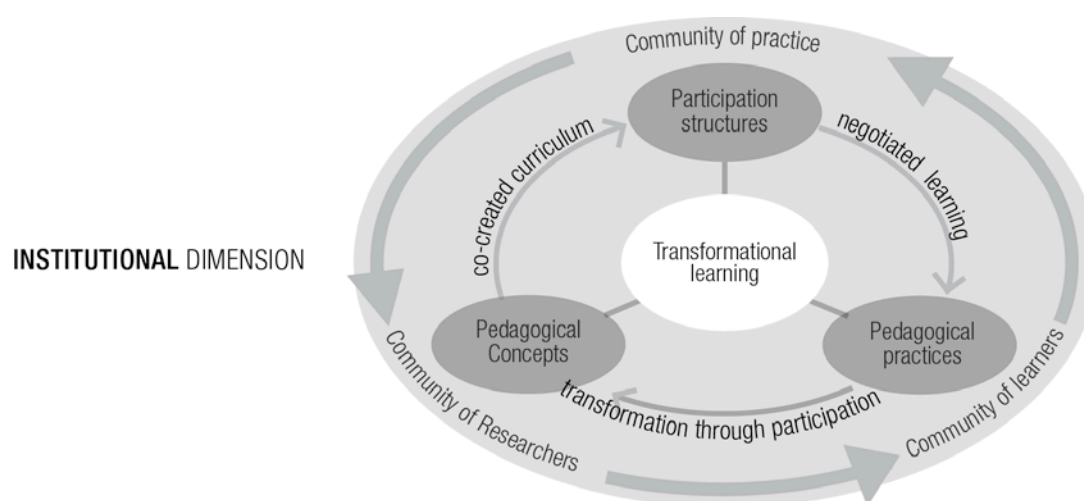 Community of practice
Participation
structures
co-created curriculum
negotiated learning
INSTITUTIONAL DIMENSION
Transformational
learning
Pedagogical
Concepts
Pedagogical
practices
transformation through participation
Community of Researchers
Community of learners